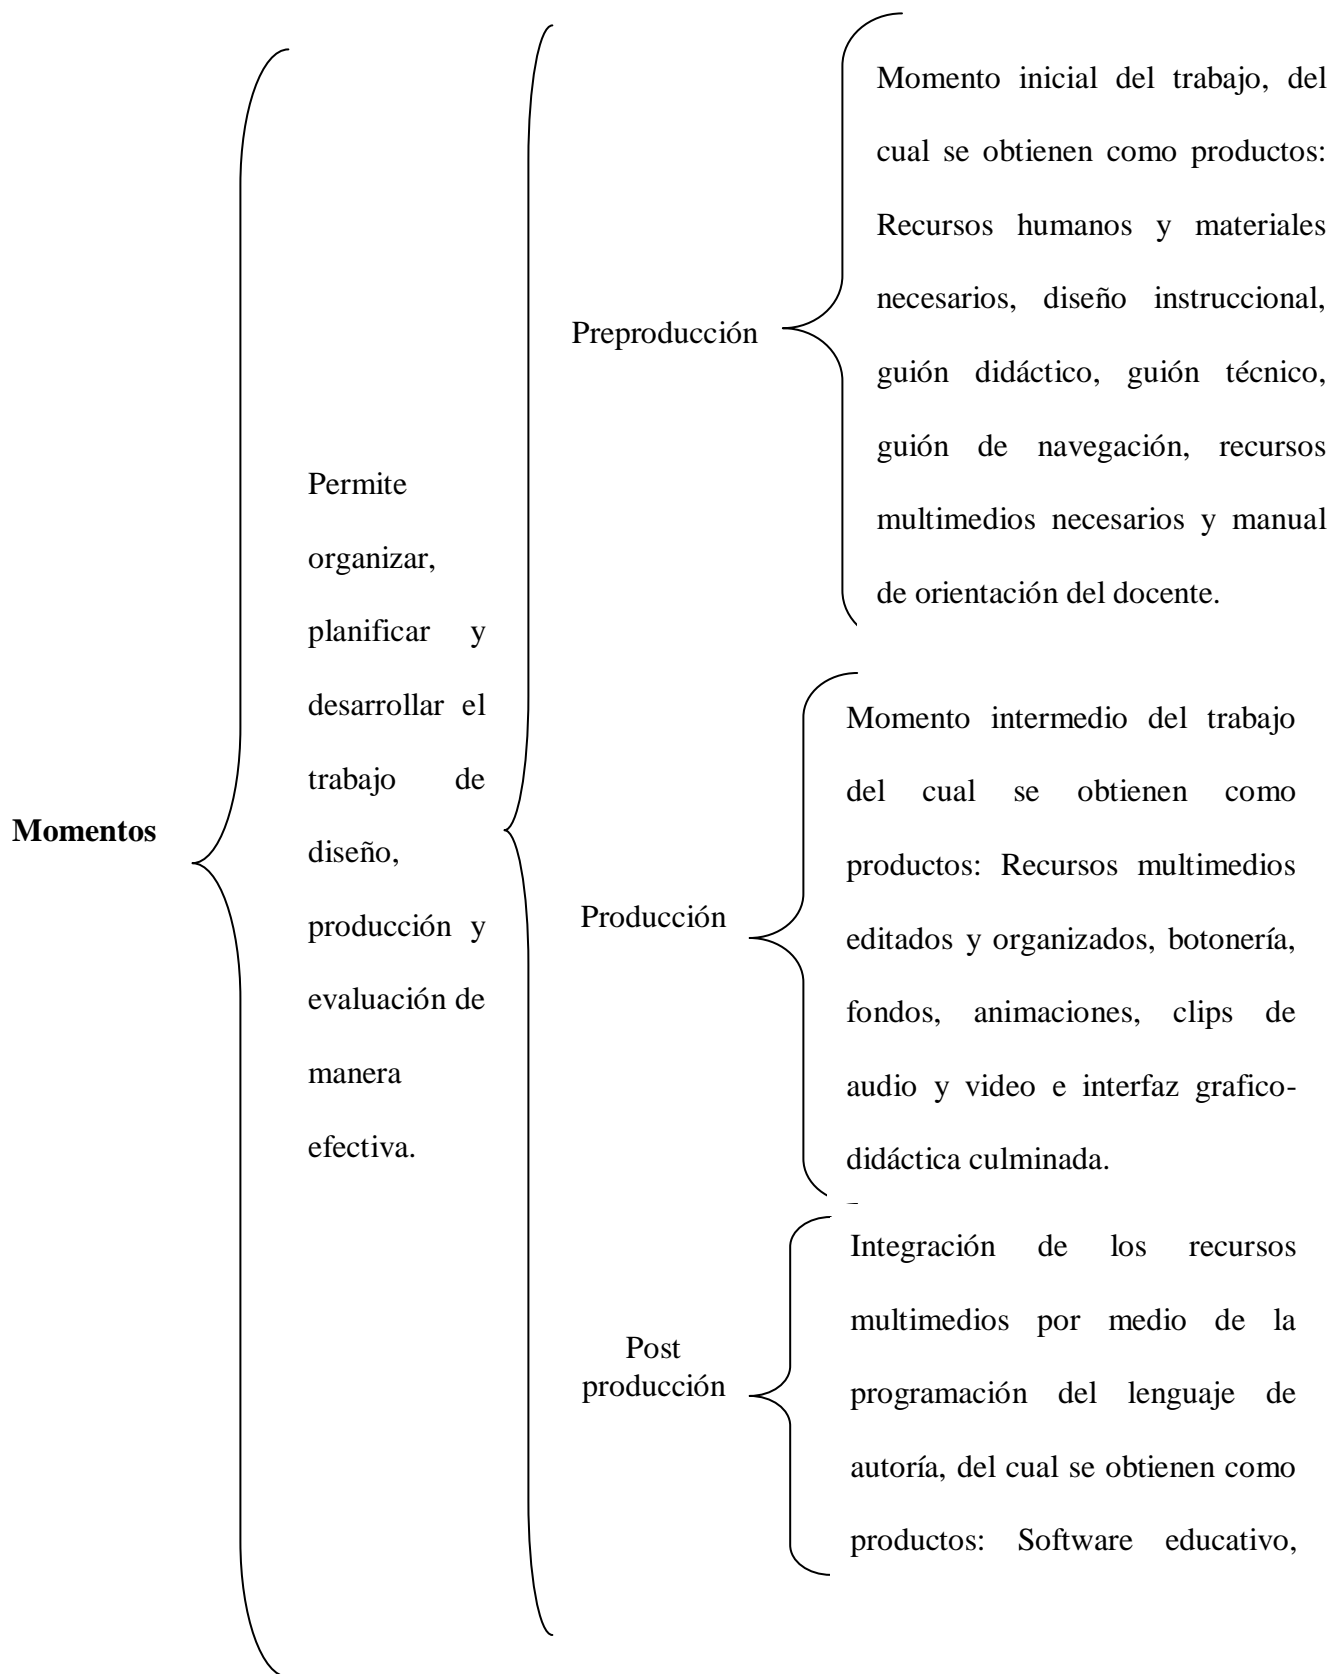 Momentos
Permite
organizar,
planificar y
desarrollar el
trabajo de
diseño,
producción y
evaluación de
manera
efectiva.
Preproducción
Momento inicial del trabajo, del
cual se obtienen como productos:
Recursos humanos y materiales
necesarios, diseño instruccional,
guión didáctico, guión técnico,
guión de navegación, recursos
multimedios necesarios y manual
de orientación del docente.
Producción
Momento intermedio del trabajo
del cual se obtienen como
productos: Recursos multimedios
editados y organizados, botonería,
fondos, animaciones, clips de
audio y video e interfaz grafico-
didáctica culminada.
Post
producción
Integración de los recursos
multimedios por medio de la
programación del lenguaje de
autoría, del cual se obtienen como
productos: Software educativo,